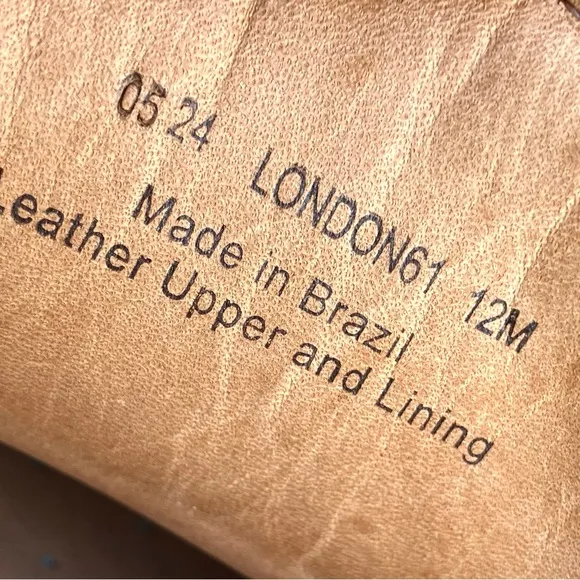 05 24 LONDON61 12M
Made in Brazil
Leather Upper and Lining